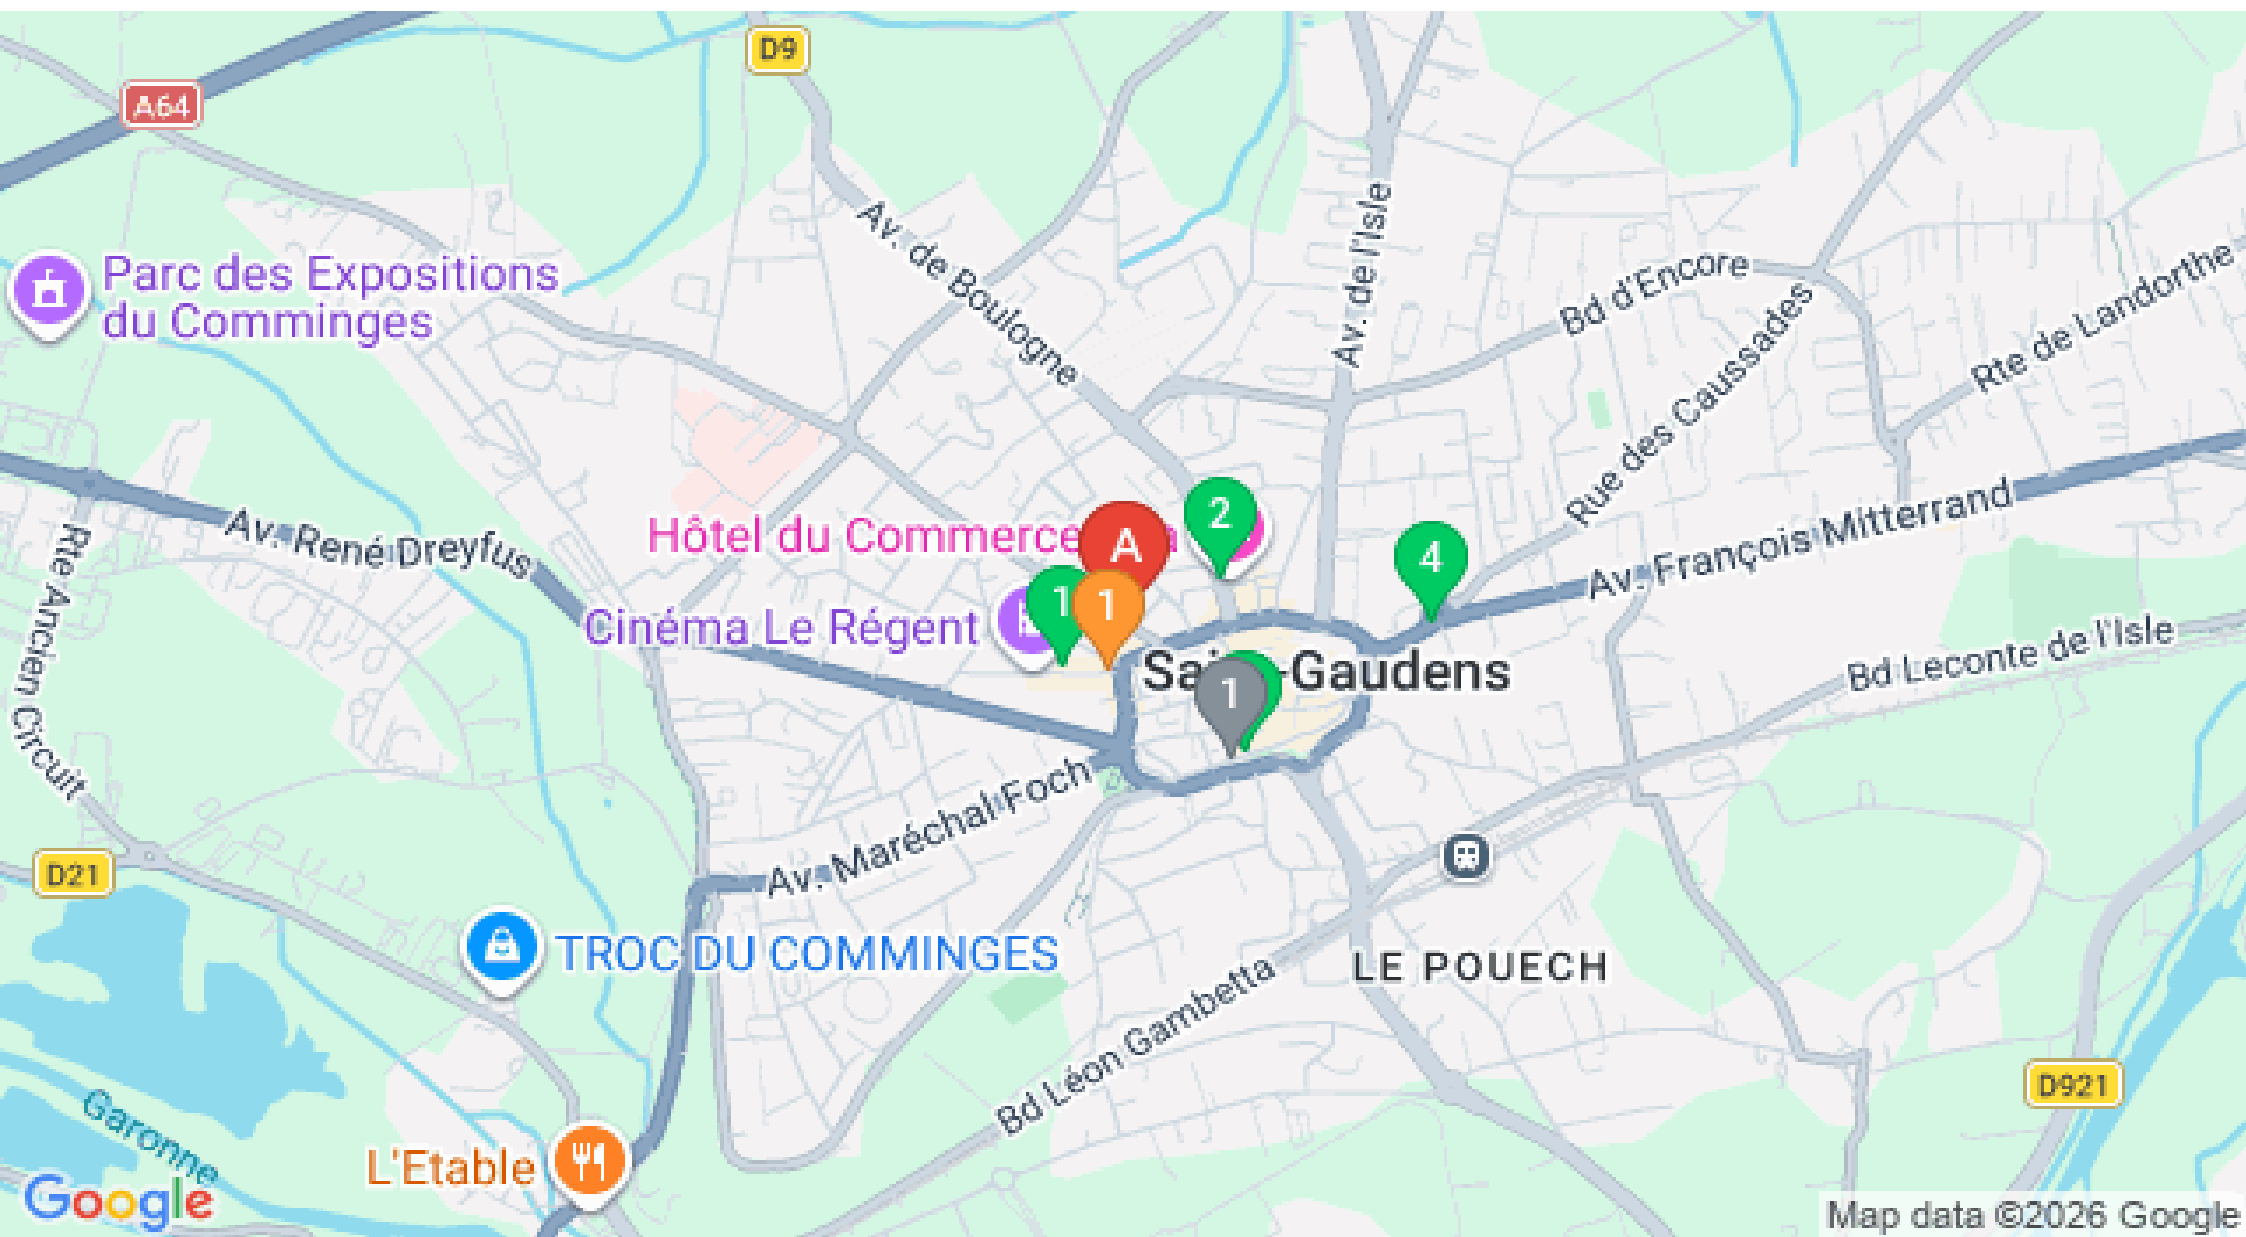 D9
A64
Av. de l'Isle
Av. de Boulogne
Parc des Expositions
du Comminges
Bd d'Encore
Rte de Landorthe
Rue des Caussades
Av. René Dreyfus
Hôtel du Commerce
2
A
4
Av. François Mitterrand
1
1
Cinéma Le Régent
Rte Ancien Circuit
Bd Leconte de l'Isle
-Gaudens
1
Av. Maréchal Foch
D21
TROC DU COMMINGES
LE POUECH
Bd Léon Gambetta
D921
Garonne
L'Etable
Google
Map data ©2026 Google